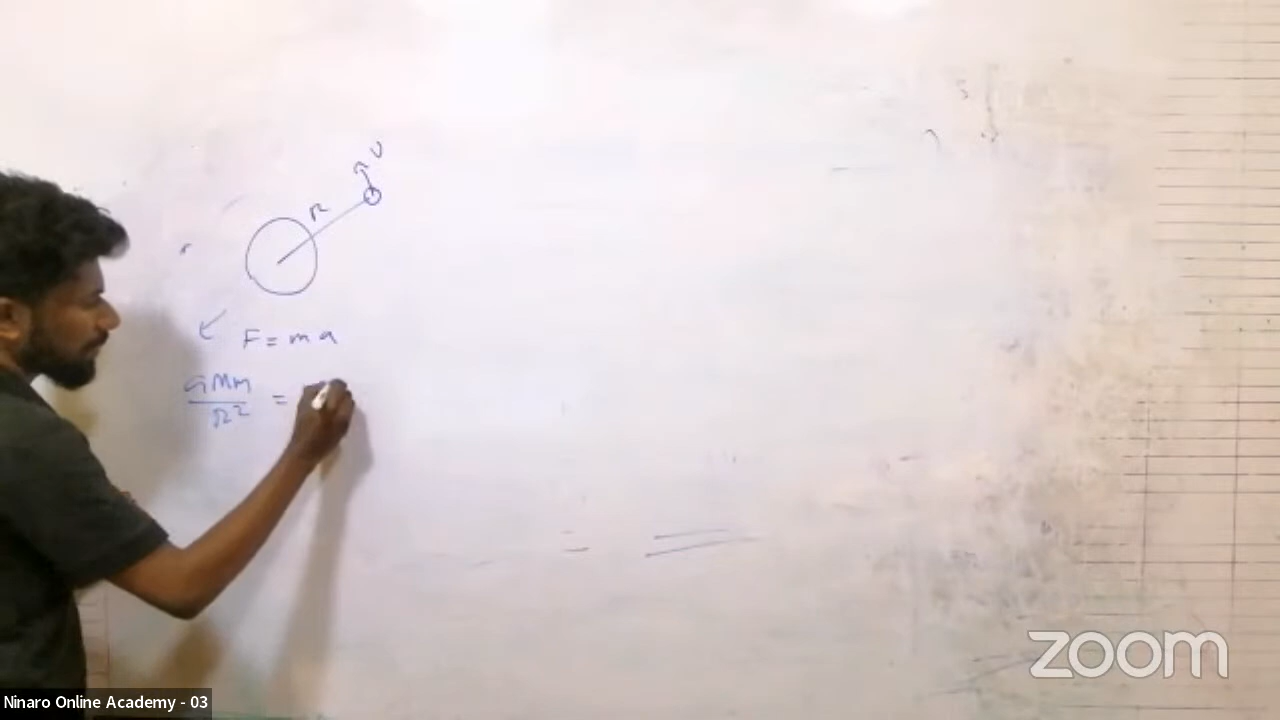 v
R
F = ma
GMm
R²
=
zoom
Ninaro Online Academy - 03